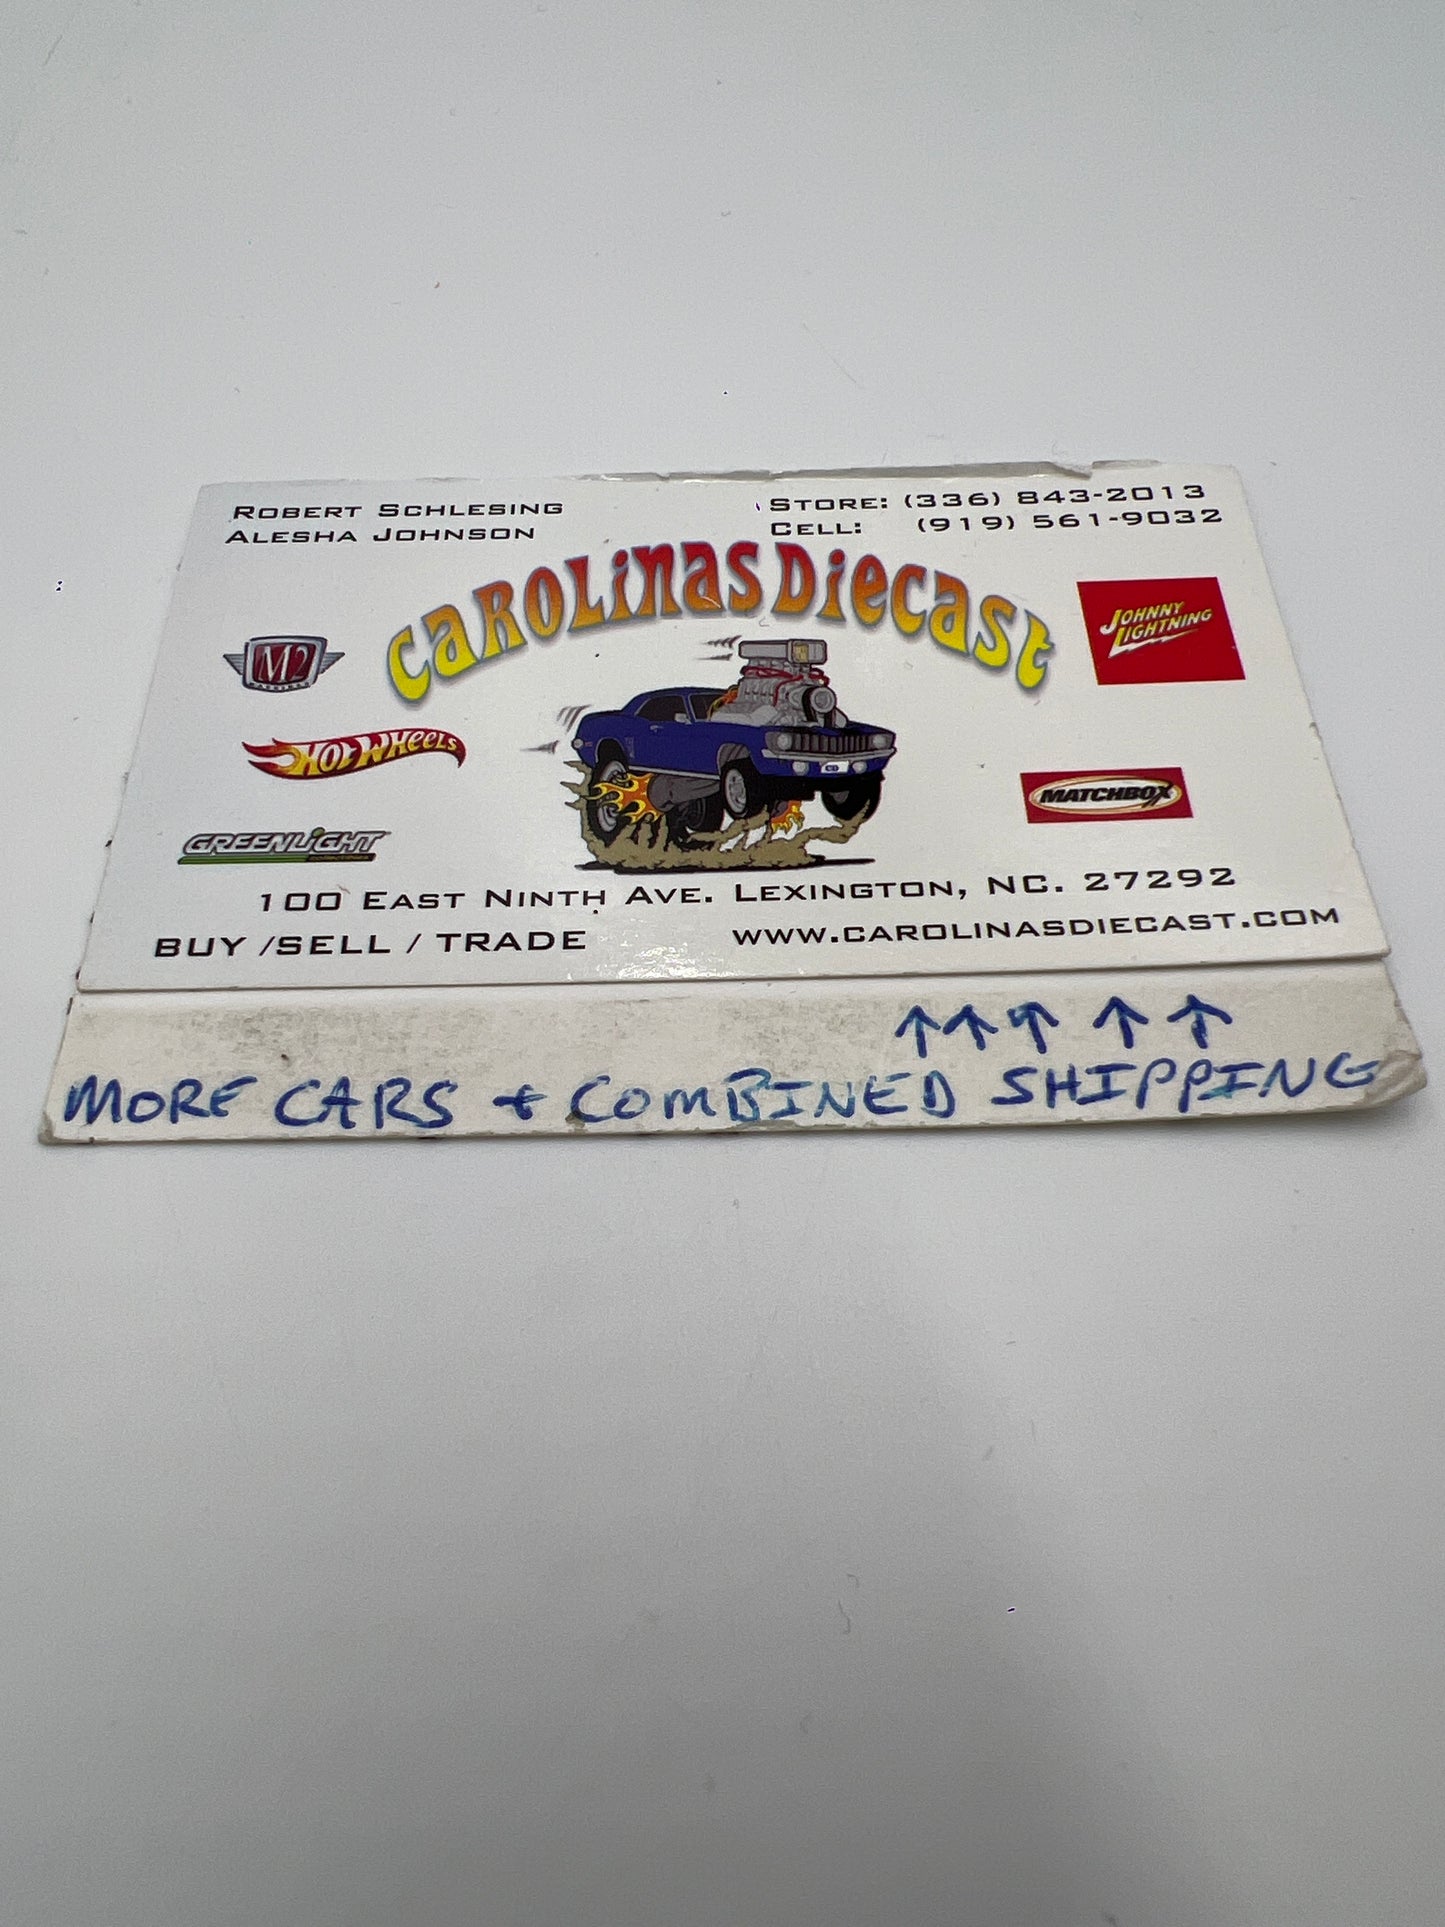 ROBERT SCHLESING
ALESHA JOHNSON
STORE: (336) 843-2013
CELL: (919) 561-9032
CAROLINAS DIECAST
M2
HOT WHEELS
GREENLIGHT
JOHNNY
LIGHTNING
MATCHBOX
100 EAST NINTH AVE. LEXINGTON, NC. 27292
BUY /SELL / TRADE
WWW.CAROLINASDIECAST.COM
↑↑↑ ↑ ↑
MORE CARS + COMBINED SHIPPING